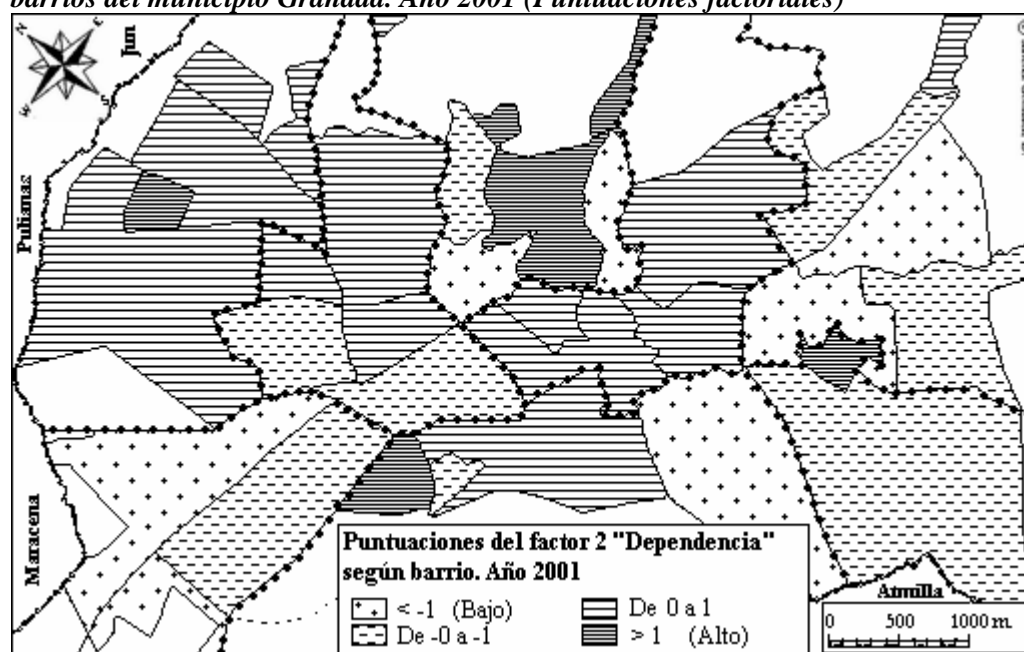 barrios del municipio Granada. Año 2001 (Puntuaciones factoriales)
E
S
W
Jun
Pulianas
Maracena
Puntuaciones del factor 2 "Dependencia"
según barrio. Año 2001
< -1 (Bajo)
De 0 a 1
De -0 a -1
> 1 (Alto)
Atmilla
0 500 1000 m.